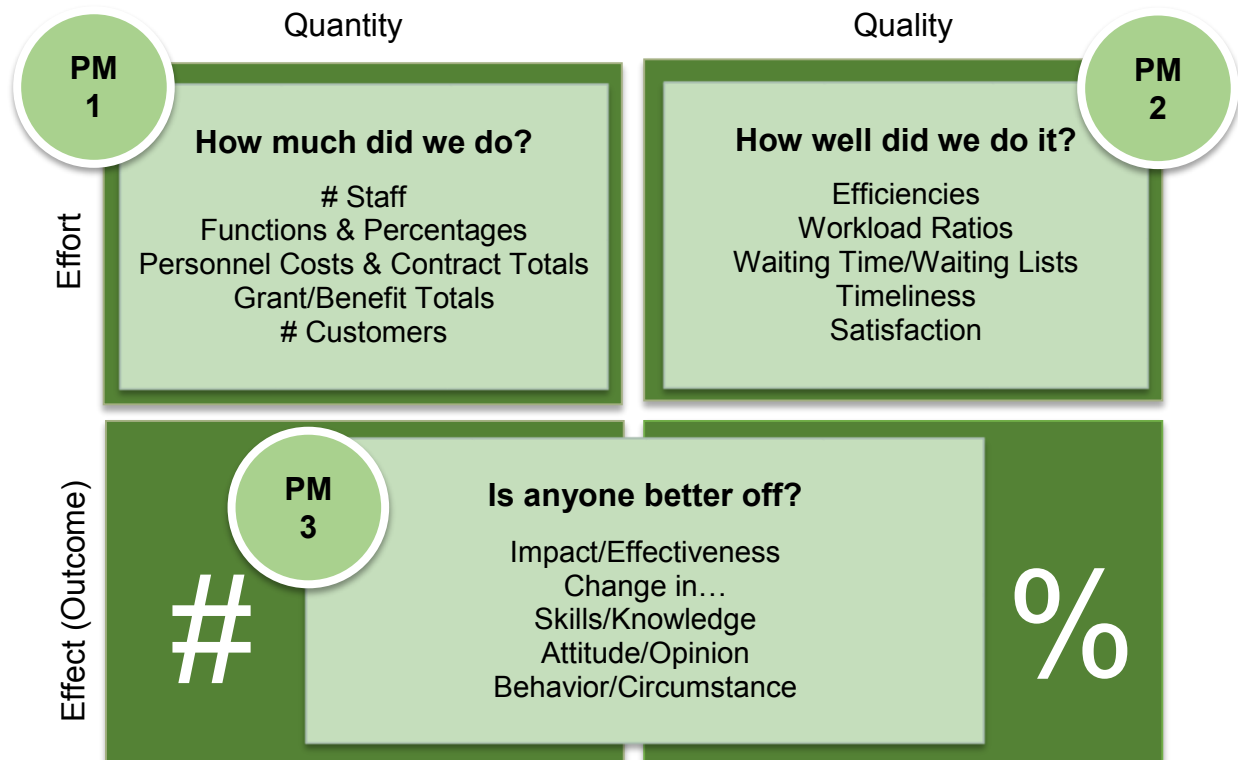 Quantity
Quality
PM
1
PM
2
How much did we do?
# Staff
Functions & Percentages
Personnel Costs & Contract Totals
Grant/Benefit Totals
# Customers
How well did we do it?
Efficiencies
Workload Ratios
Waiting Time/Waiting Lists
Timeliness
Satisfaction
Effort
PM
3
Is anyone better off?
Impact/Effectiveness
Change in…
Skills/Knowledge
Attitude/Opinion
Behavior/Circumstance
#
%
Effect (Outcome)